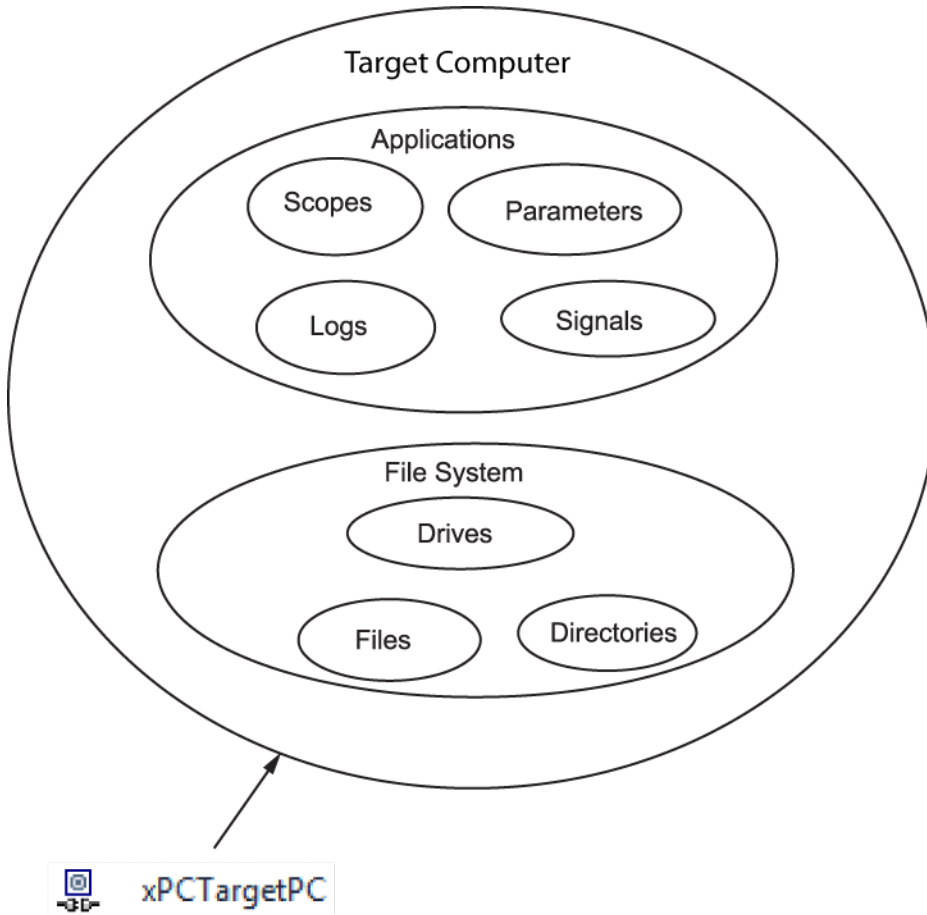 Target Computer
Applications
Scopes
Parameters
Logs
Signals
File System
Drives
Files
Directories
xPCTargetPC